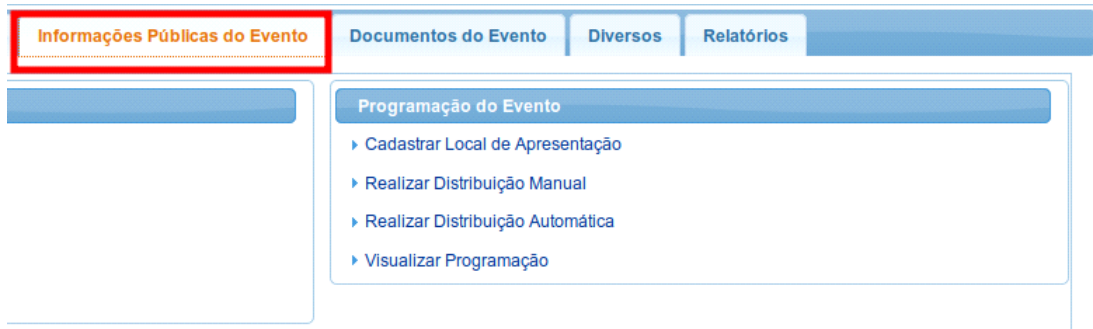 Informações Públicas do Evento Documentos do Evento Diversos Relatórios
Programação do Evento
Cadastrar Local de Apresentação
Realizar Distribuição Manual
Realizar Distribuição Automática
Visualizar Programação